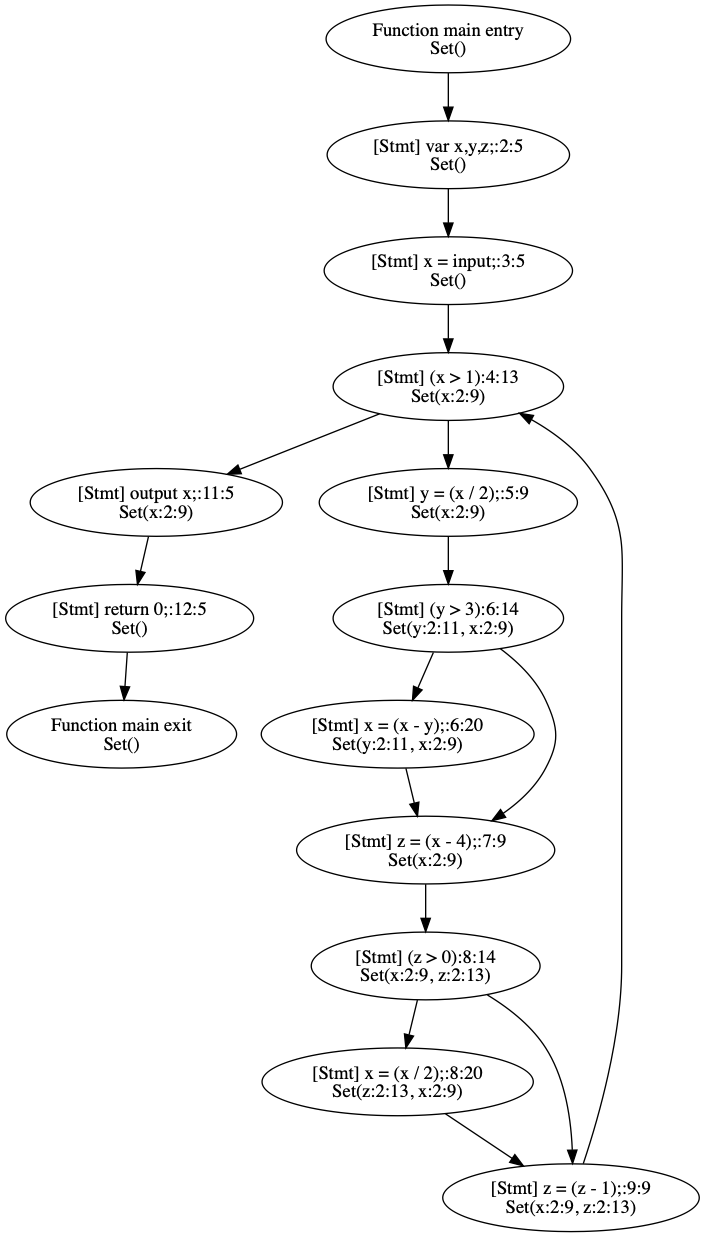 Function main entry
Set()
[Stmt] var x,y,z;:2:5
Set()
[Stmt] x = input;:3:5
Set()
[Stmt] (x > 1):4:13
Set(x:2:9)
[Stmt] output x;:11:5
Set(x:2:9)
[Stmt] y = (x / 2);:5:9
Set(x:2:9)
[Stmt] return 0;:12:5
Set()
[Stmt] (y > 3):6:14
Set(y:2:11, x:2:9)
Function main exit
Set()
[Stmt] x = (x - y);:6:20
Set(y:2:11, x:2:9)
[Stmt] z = (x - 4);:7:9
Set(x:2:9)
[Stmt] (z > 0):8:14
Set(x:2:9, z:2:13)
[Stmt] x = (x / 2);:8:20
Set(z:2:13, x:2:9)
[Stmt] z = (z - 1);:9:9
Set(x:2:9, z:2:13)